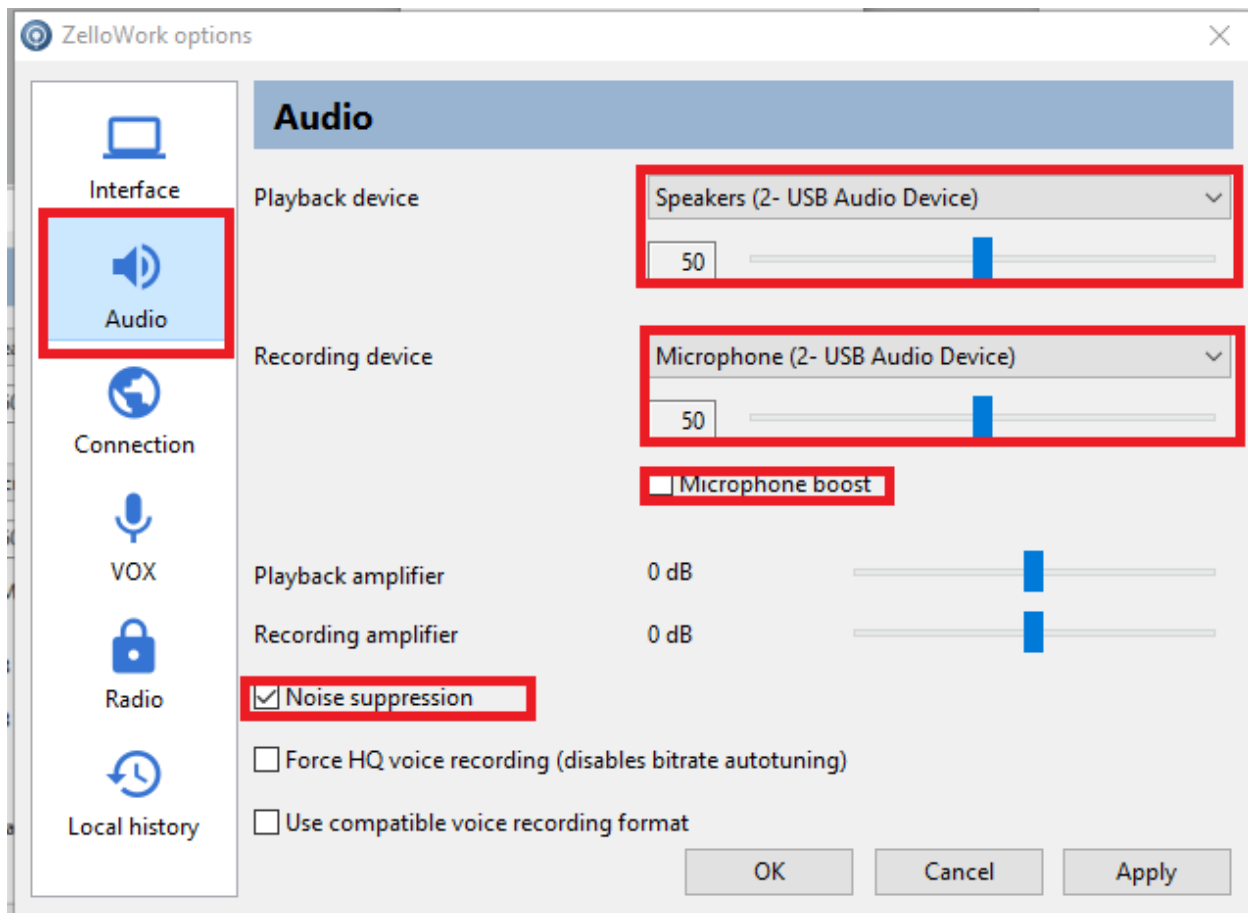 ZelloWork options
Interface
Audio
Connection
VOX
Radio
Local history
Audio
Playback device
Speakers (2- USB Audio Device)
50
Recording device
Microphone (2- USB Audio Device)
50
Microphone boost
Playback amplifier
0 dB
Recording amplifier
0 dB
Noise suppression
Force HQ voice recording (disables bitrate autotuning)
Use compatible voice recording format
OK
Cancel
Apply